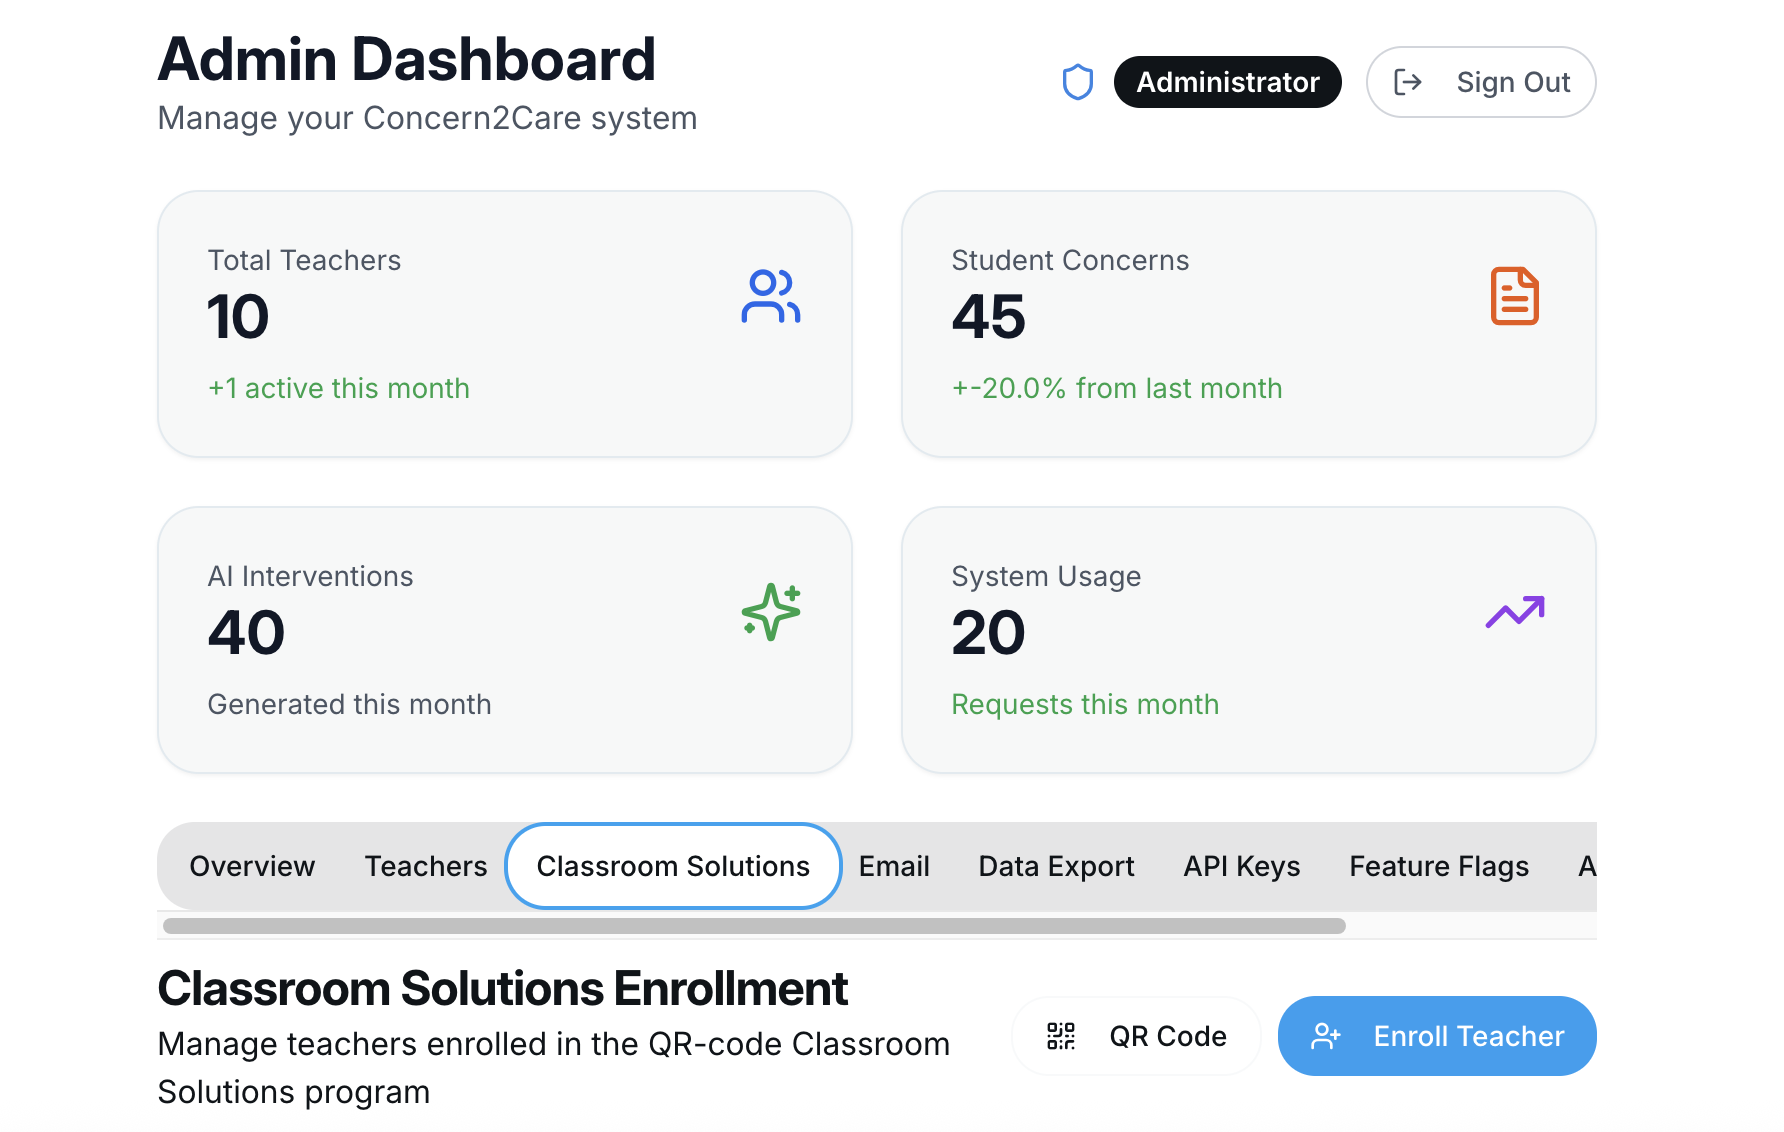 Admin Dashboard
Manage your Concern2Care system
Administrator
Sign Out
Total Teachers
10
+1 active this month
Student Concerns
45
+-20.0% from last month
AI Interventions
40
Generated this month
System Usage
20
Requests this month
Overview
Teachers
Classroom Solutions
Email
Data Export
API Keys
Feature Flags
A
Classroom Solutions Enrollment
Manage teachers enrolled in the QR-code Classroom
Solutions program
QR Code
Enroll Teacher